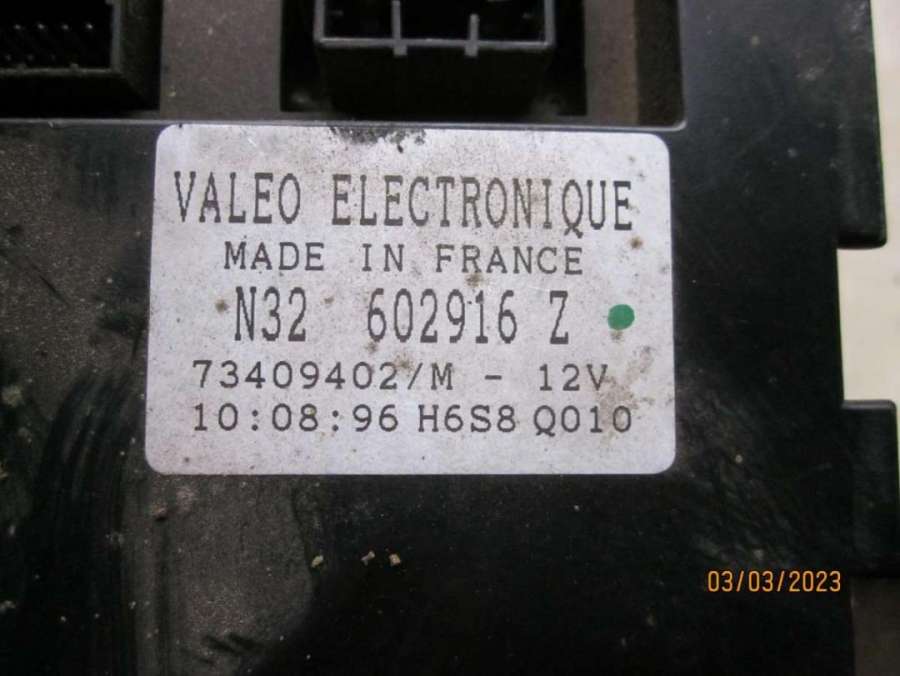 VALEO ELECTRONIQUE
MADE IN FRANCE
N32 602916 Z
73409402/M - 12V
10:08:96 H6S8 Q010
03/03/2023